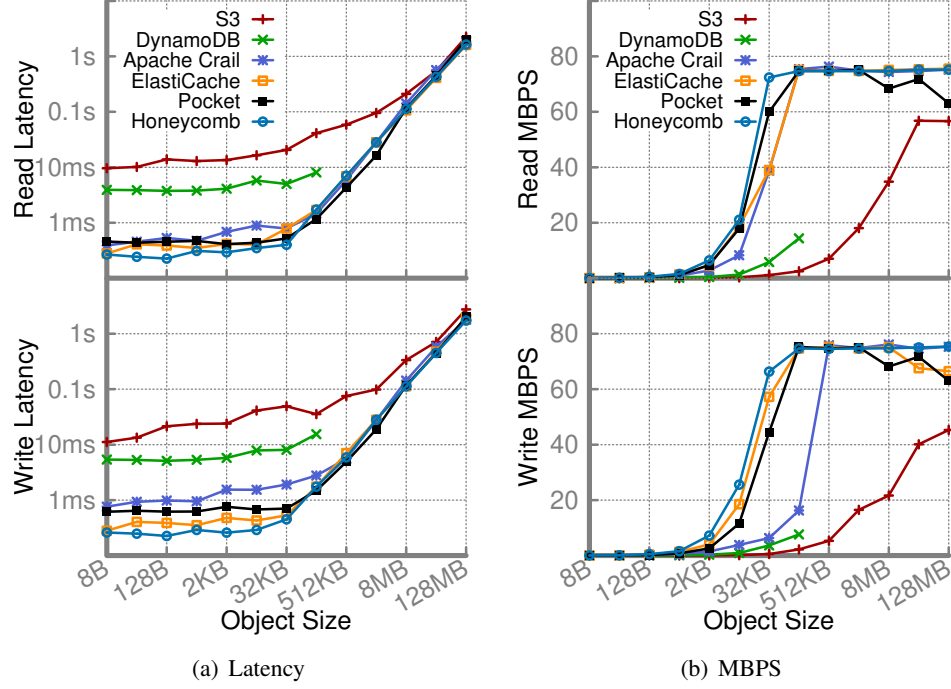 Read Latency
1s
0.1s
10ms
1ms
S3
DynamoDB
Apache Crail
ElastiCache
Pocket
Honeycomb
Write Latency
1s
0.1s
10ms
1ms
8B
128B
2KB
32KB
512KB
8MB
128MB
Object Size
(a) Latency
Read MBPS
80
60
40
20
S3
DynamoDB
Apache Crail
ElastiCache
Pocket
Honeycomb
Write MBPS
80
60
40
20
8B
128B
2KB
32KB
512KB
8MB
128MB
Object Size
(b) MBPS